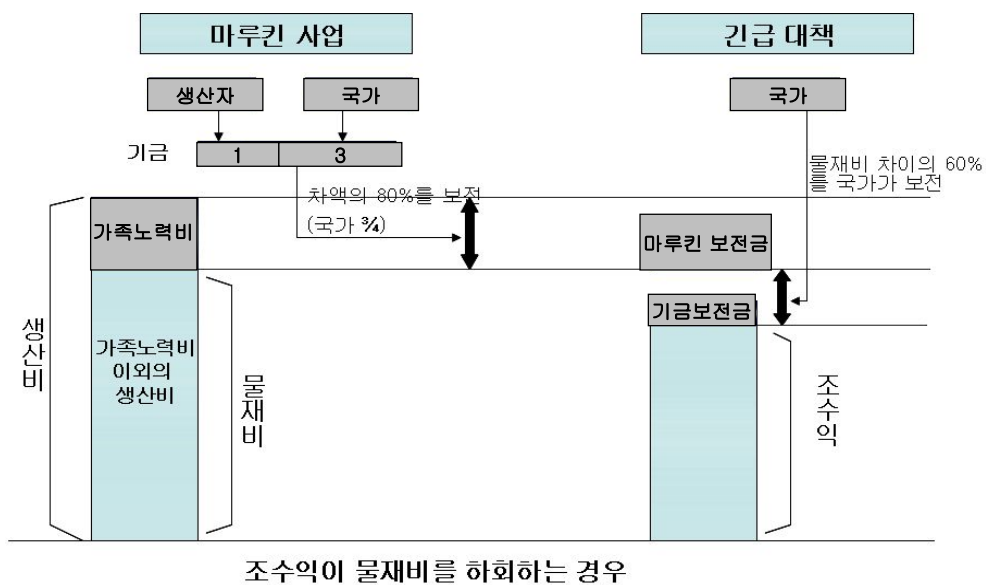 마루킨 사업
긴급 대책
생산자
국가
국가
기금
1
3
물재비 차이의 60%
를 국가가 보전
차액의 80%를 보전
(국가 ¾)
가족노력비
마루킨 보전금
기금보전금
생산비
가족노력비
이외의
생산비
물재비
조수익
조수익이 물재비를 하회하는 경우